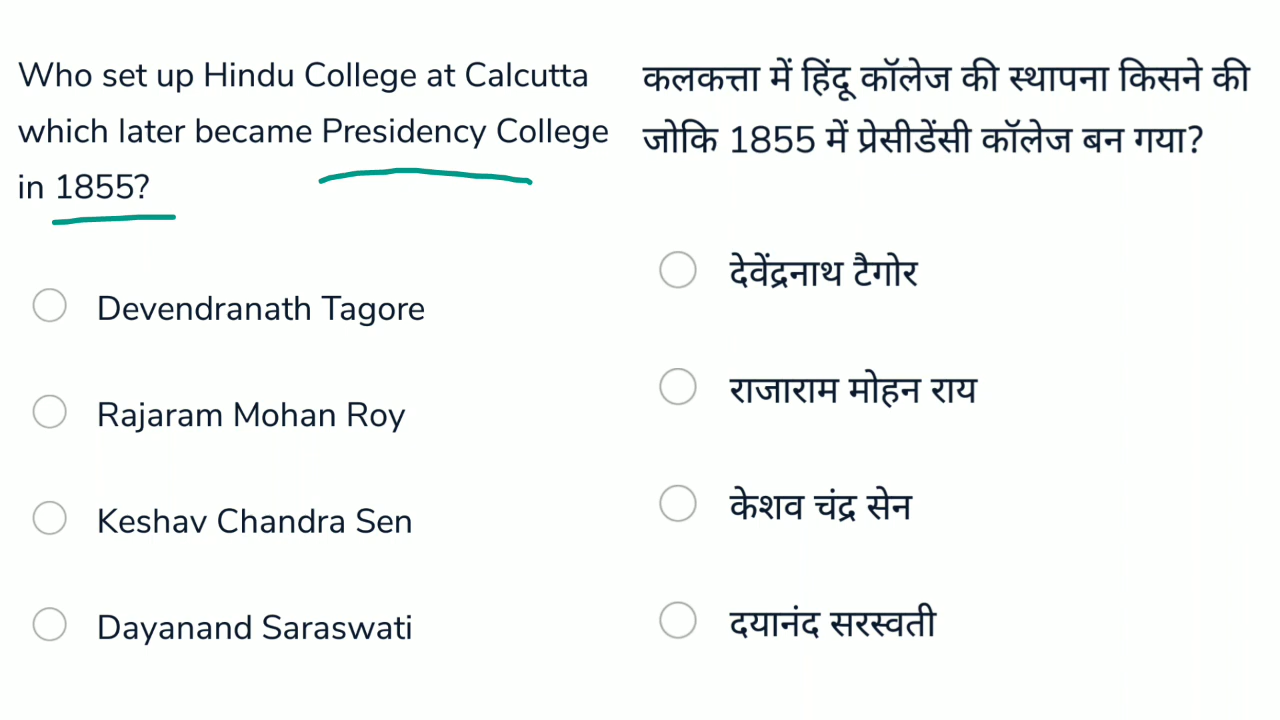 Who set up Hindu College at Calcutta
which later became Presidency College
in 1855?
Devendranath Tagore
Rajaram Mohan Roy
Keshav Chandra Sen
Dayanand Saraswati
कलकत्ता में हिंदू कॉलेज की स्थापना किसने की
जोकि 1855 में प्रेसीडेंसी कॉलेज बन गया?
देवेंद्रनाथ टैगोर
राजाराम मोहन राय
केशव चंद्र सेन
दयानंद सरस्वती